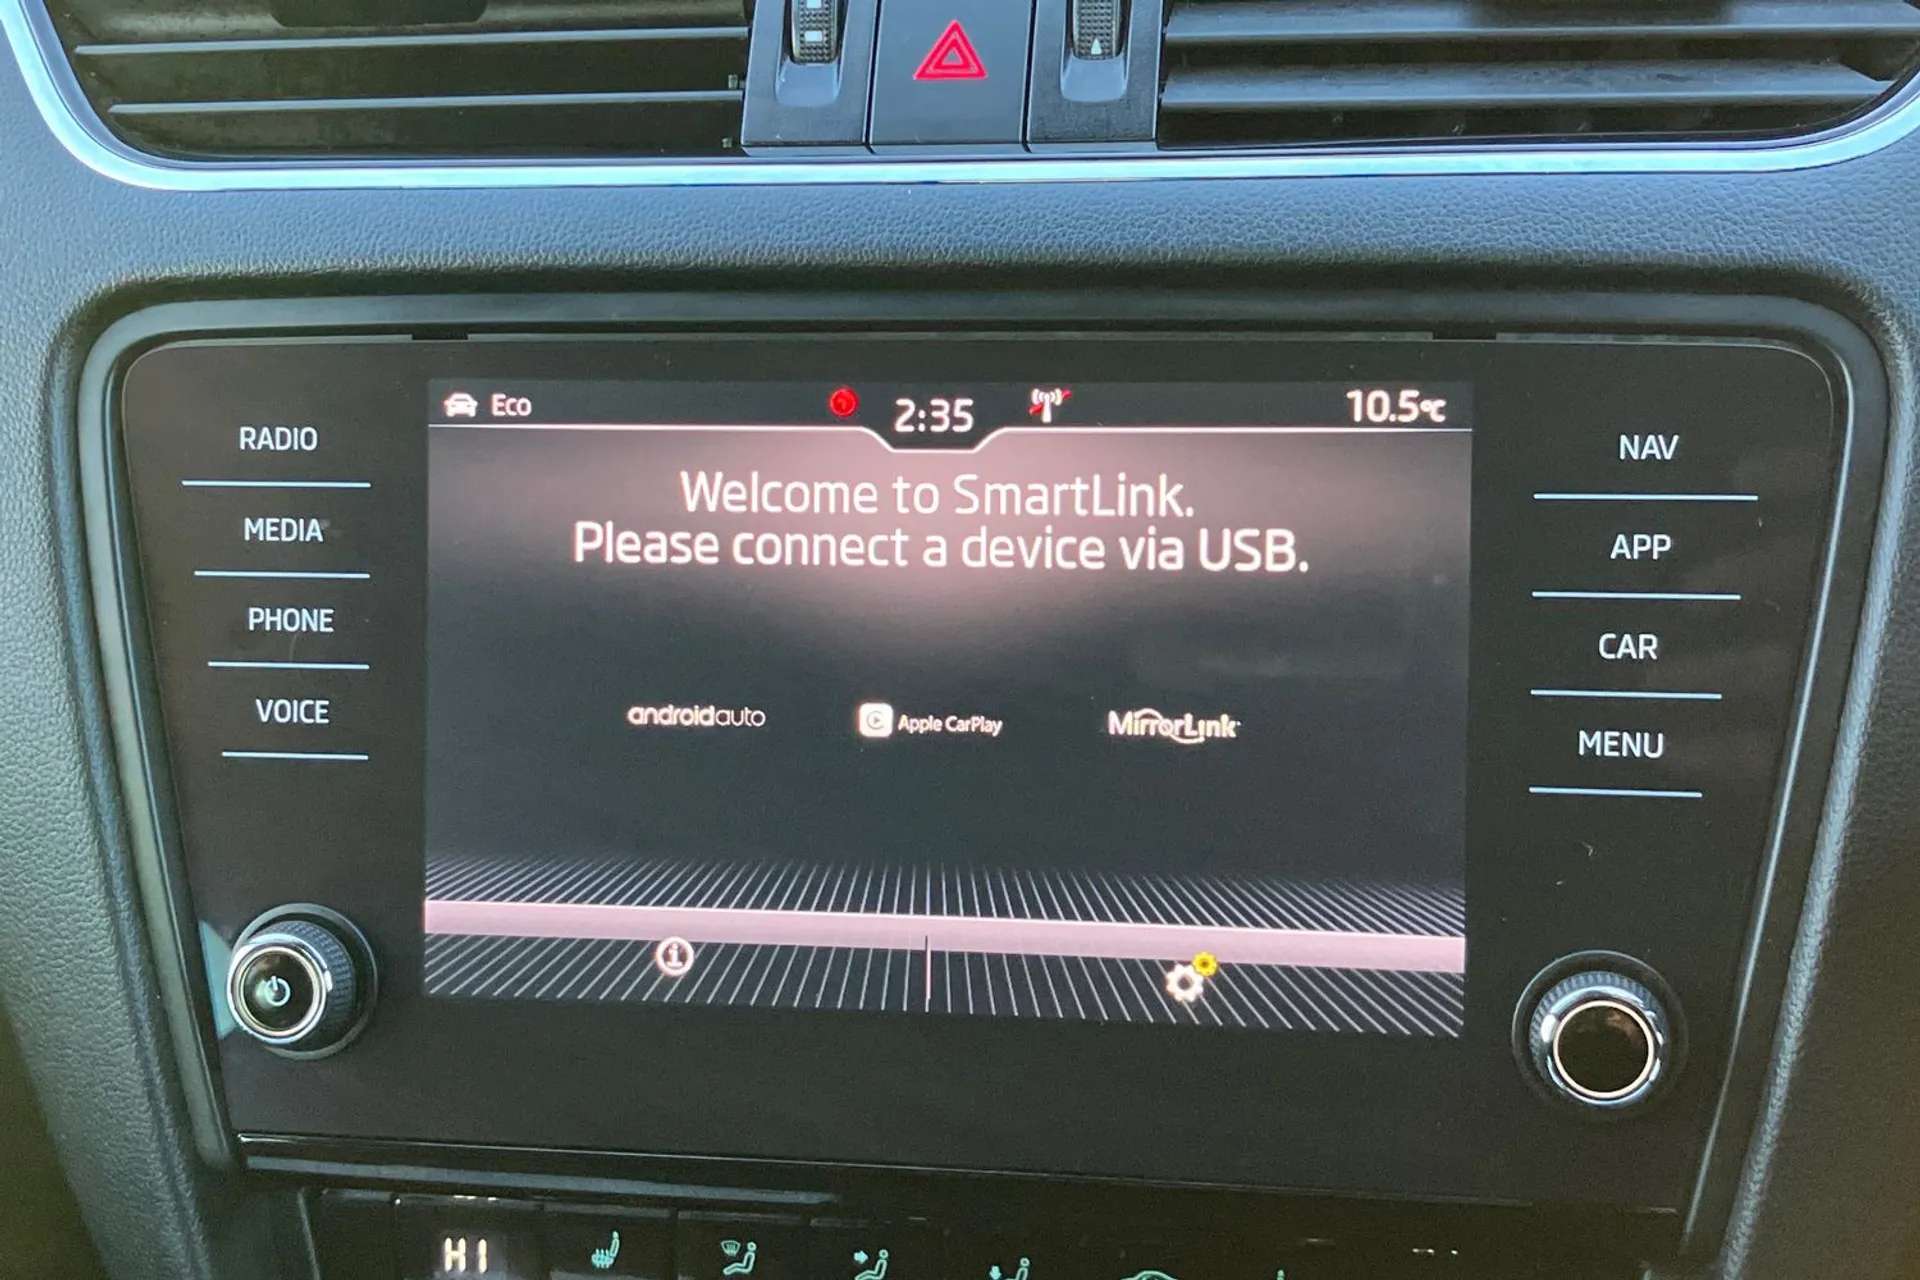 Eco
2:35
10.5°C
RADIO
MEDIA
PHONE
VOICE
Welcome to SmartLink.
Please connect a device via USB.
androidauto
Apple CarPlay
MirrorLink
NAV
APP
CAR
MENU
HI